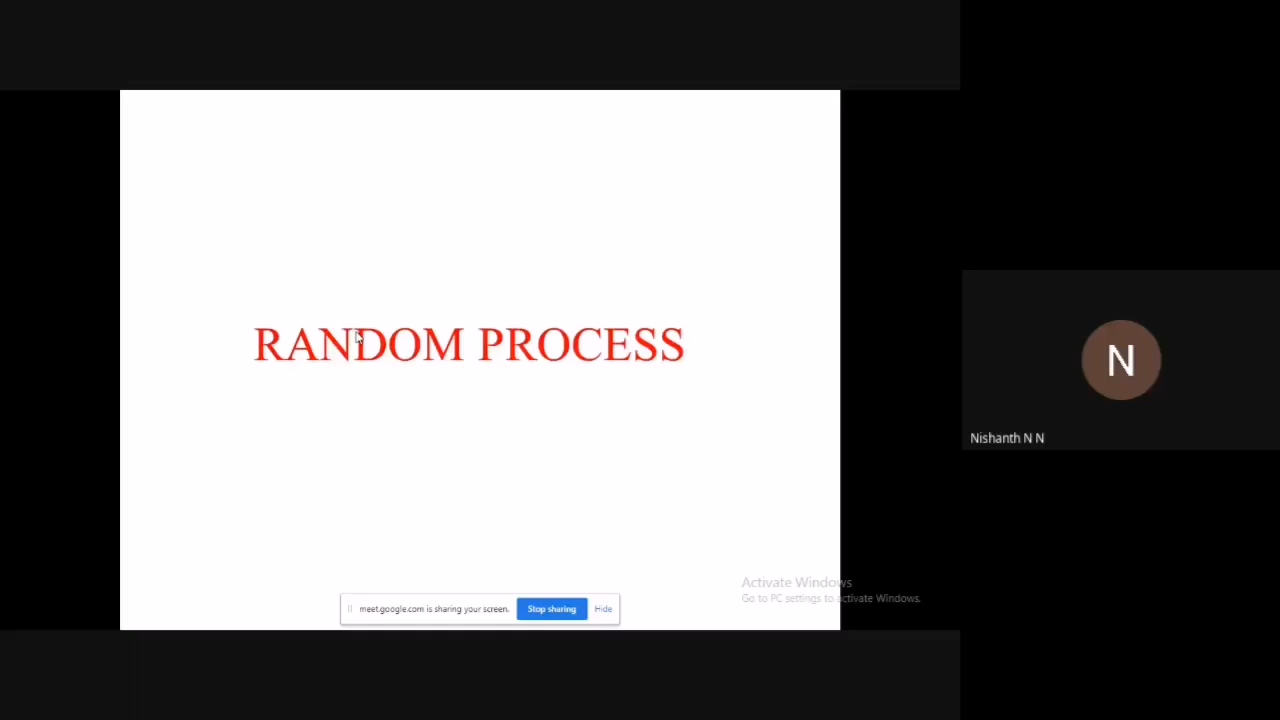 RANDOM PROCESS
N
Nishanth N N
Activate Windows
Go to PC settings to activate Windows.
meet.google.com is sharing your screen. Stop sharing Hide